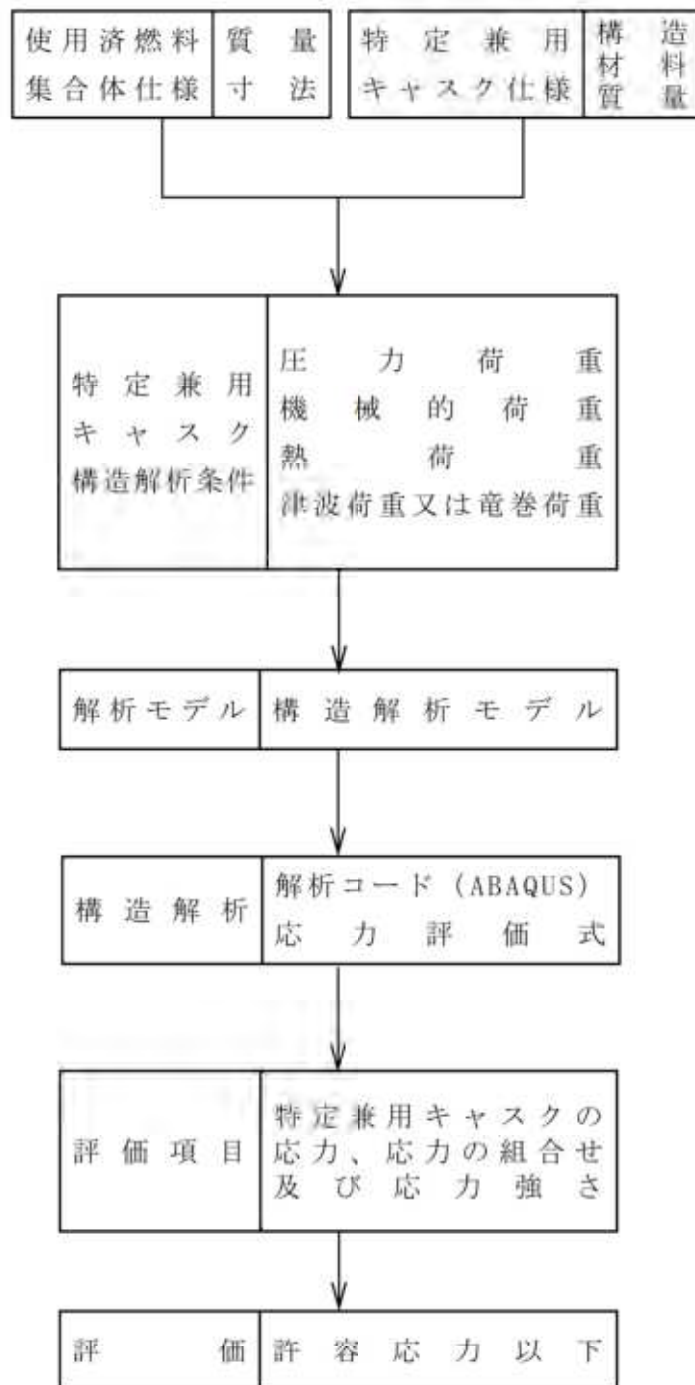 使用済燃料
集合体仕様
質量
寸法
特定兼用
キャスク仕様
構造
材料
質量
特定兼用
キャスク
構造解析条件
圧力荷重
機械的荷重
熱荷重
津波荷重又は竜巻荷重
解析モデル
構造解析モデル
構造解析
解析コード（ABAQUS）
応力評価式
評価項目
特定兼用キャスクの
応力、応力の組合せ
及び応力強さ
評価
許容応力以下